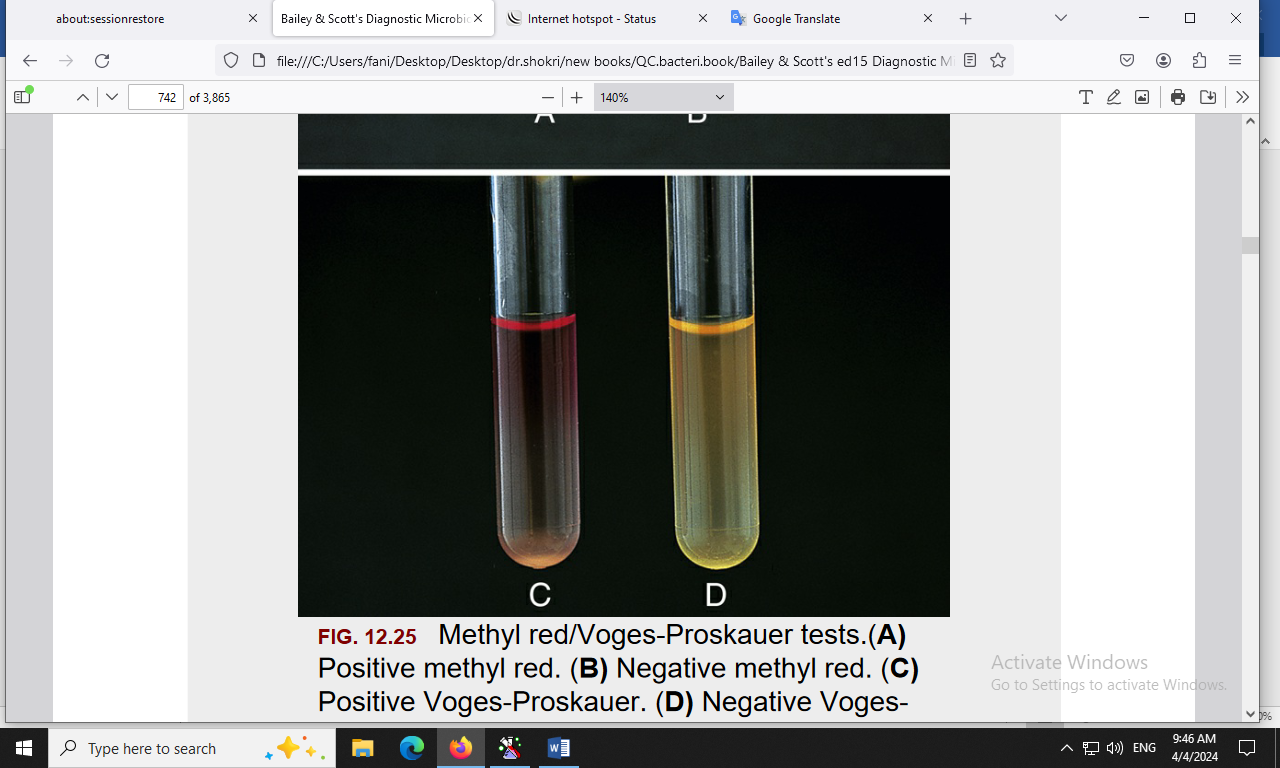 about:sessionrestore
Bailey & Scott's Diagnostic Microbio
Internet hotspot - Status
Google Translate
file:///C:/Users/fani/Desktop/Desktop/dr.shokri/new books/QC.bacteri.book/Bailey & Scott's ed15 Diagnostic Mi
742 of 3,865
140%
A B
C D
FIG. 12.25 Methyl red/Voges-Proskauer tests.(A)
Positive methyl red. (B) Negative methyl red. (C)
Positive Voges-Proskauer. (D) Negative Voges-
Activate Windows
Go to Settings to activate Windows.
0%
Type here to search
ENG
9:46 AM
4/4/2024